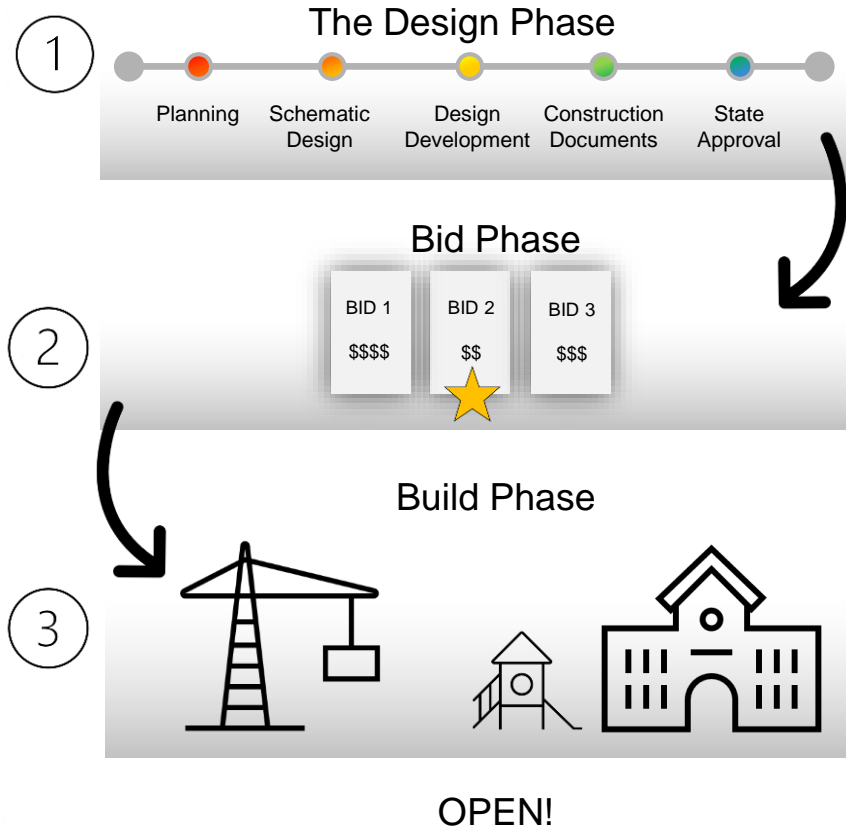 1
The Design Phase
Planning
Schematic
Design
Design
Development
Construction
Documents
State
Approval
Bid Phase
2
BID 1
$$$$
BID 2
$$
BID 3
$$$
Build Phase
3
OPEN!